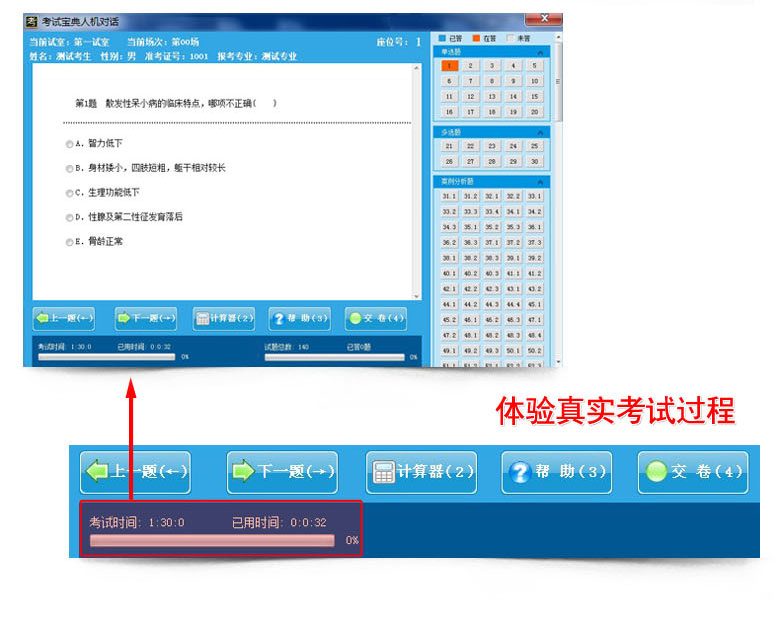 考试宝典人机对话
当前试室：第一试室 当前场次：第00场 座位号：1
姓名：测试考生 性别：男 准考证号：1001 报考专业：测试专业
已答 在答 未答
单选题
1 2 3 4 5
6 7 8 9 10
11 12 13 14 15
16 17 18 19 20
多选题
21 22 23 24 25
26 27 28 29 30
案例分析题
31.1 31.2 32.1 32.2 33.1
33.2 33.3 33.4 34.1 34.2
34.3 35.1 35.2 35.3 36.1
36.2 36.3 37.1 37.2 37.3
38.1 38.2 38.3 39.1 39.2
40.1 40.2 40.3 41.1 41.2
42.1 42.2 42.3 43.1 43.2
44.1 44.2 44.3 44.4 45.1
45.2 46.1 46.2 46.3 47.1
47.2 48.1 48.2 48.3 48.4
49.1 49.2 49.3 50.1 50.2
第1题 散发性呆小病的临床特点，哪项不正确( )
A. 智力低下
B. 身材矮小，四肢短粗，躯干相对较长
C. 生理功能低下
D. 性腺及第二性征发育落后
E. 骨龄正常
上一题(←) 下一题(→) 计算器(2) 帮 助(3) 交 卷(4)
考试时间：1:30:0 已用时间：0:0:32 试题总数：140 已答0题
0% 0%
体验真实考试过程
上一题(←) 下一题(→) 计算器(2) 帮 助(3) 交 卷(4)
考试时间：1:30:0 已用时间：0:0:32
0%